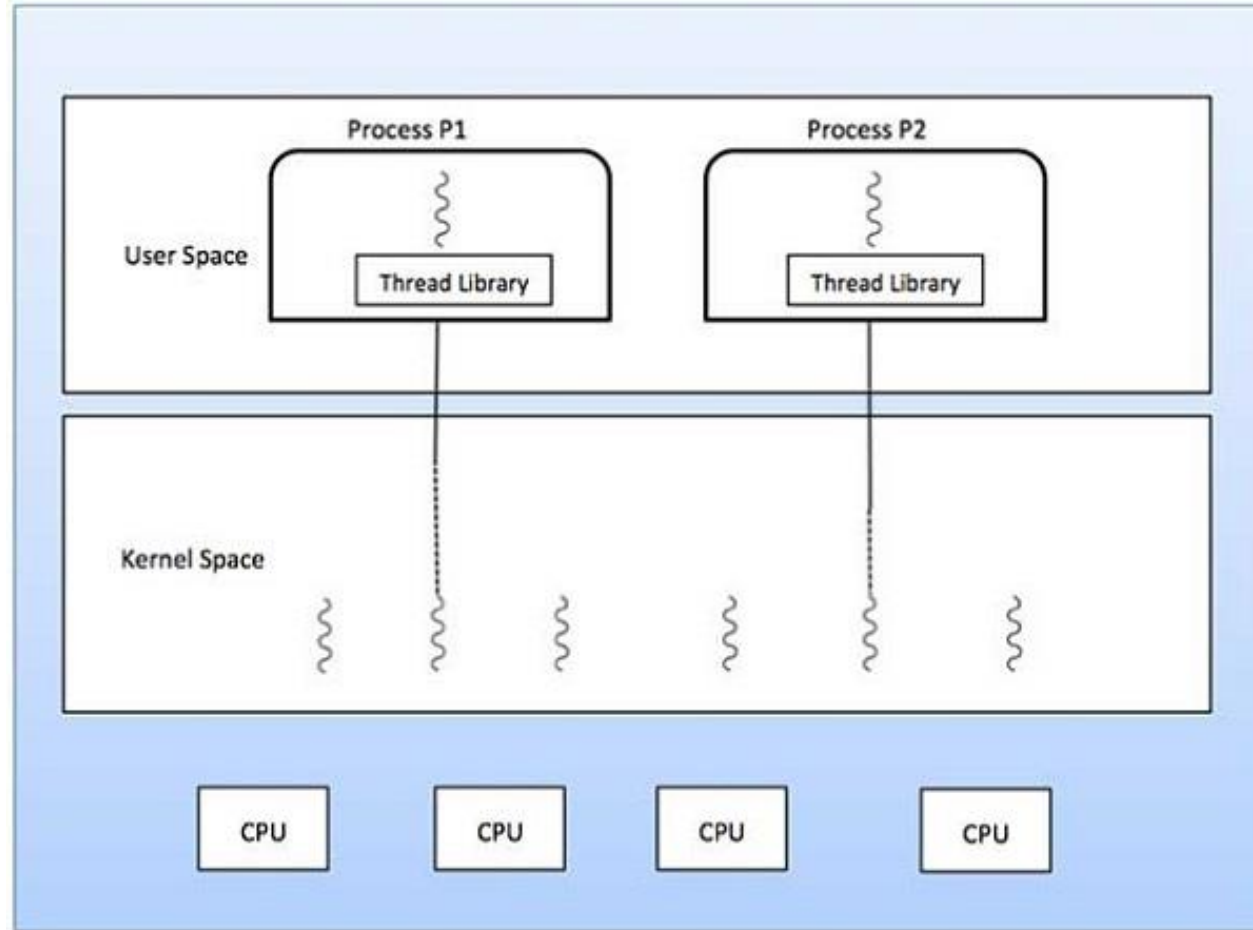 Process P1
Process P2
User Space
Thread Library
Thread Library
Kernel Space
CPU
CPU
CPU
CPU